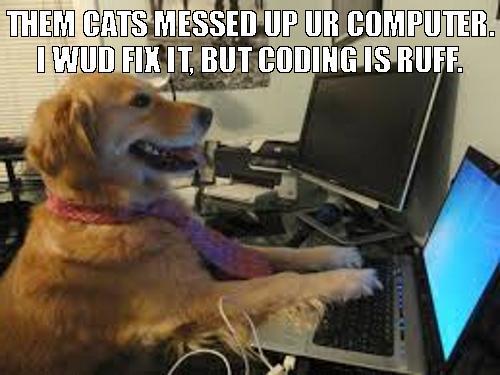 THEM CATS MESSED UP UR COMPUTER.
I WUD FIX IT, BUT CODING IS RUFF.